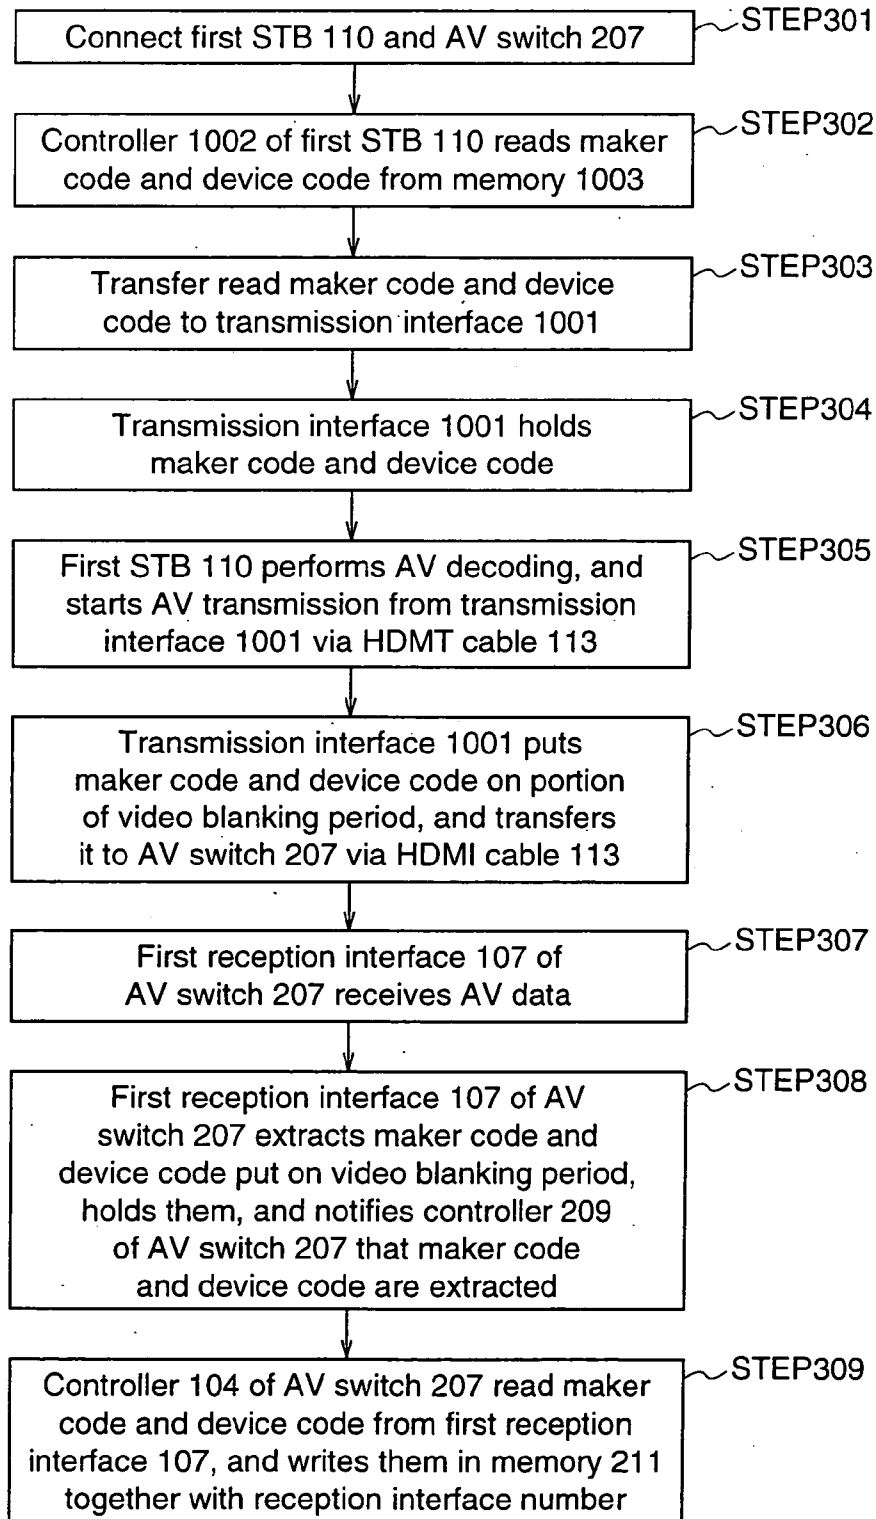 Connect first STB 110 and AV switch 207
STEP301
Controller 1002 of first STB 110 reads maker
code and device code from memory 1003
STEP302
Transfer read maker code and device
code to transmission interface 1001
STEP303
Transmission interface 1001 holds
maker code and device code
STEP304
First STB 110 performs AV decoding, and
starts AV transmission from transmission
interface 1001 via HDMT cable 113
STEP305
Transmission interface 1001 puts
maker code and device code on portion
of video blanking period, and transfers
it to AV switch 207 via HDMI cable 113
STEP306
First reception interface 107 of
AV switch 207 receives AV data
STEP307
First reception interface 107 of AV
switch 207 extracts maker code and
device code put on video blanking period,
holds them, and notifies controller 209
of AV switch 207 that maker code
and device code are extracted
STEP308
Controller 104 of AV switch 207 read maker
code and device code from first reception
interface 107, and writes them in memory 211
together with reception interface number
STEP309